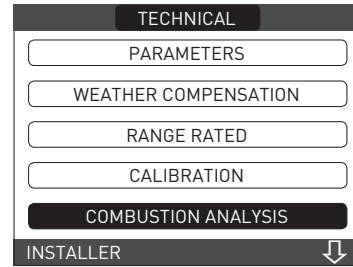 TECHNICAL
PARAMETERS
WEATHER COMPENSATION
RANGE RATED
CALIBRATION
COMBUSTION ANALYSIS
INSTALLER